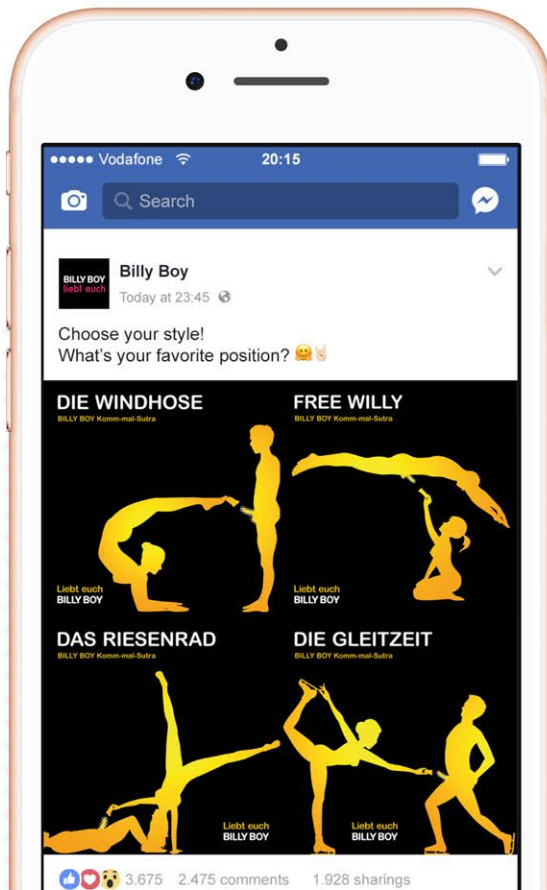 Vodafone
20:15
Search
BILLY BOY
liebt euch
Billy Boy
Today at 23:45
Choose your style!
What's your favorite position?
DIE WINDHOSE
BILLY BOY Komm-mal-Sutra
Liebt euch
BILLY BOY
FREE WILLY
BILLY BOY Komm-mal-Sutra
Liebt euch
BILLY BOY
DAS RIESENRAD
BILLY BOY Komm-mal-Sutra
Liebt euch
BILLY BOY
DIE GLEITZEIT
BILLY BOY Komm-mal-Sutra
Liebt euch
BILLY BOY
3.675 2.475 comments 1.928 sharings